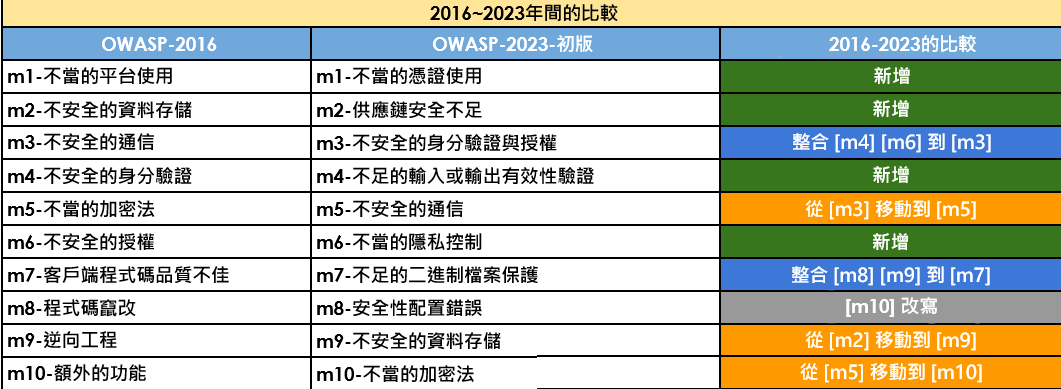 2016~2023年間的比較
OWASP-2016 OWASP-2023-初版 2016-2023的比較
m1-不當的平台使用 m1-不當的憑證使用 新增
m2-不安全的資料存儲 m2-供應鏈安全不足 新增
m3-不安全的通信 m3-不安全的身分驗證與授權 整合 [m4] [m6] 到 [m3]
m4-不安全的身分驗證 m4-不足的輸入或輸出有效性驗證 新增
m5-不當的加密法 m5-不安全的通信 從 [m3] 移動到 [m5]
m6-不安全的授權 m6-不當的隱私控制 新增
m7-客戶端程式碼品質不佳 m7-不足的二進制檔案保護 整合 [m8] [m9] 到 [m7]
m8-程式碼竄改 m8-安全性配置錯誤 [m10] 改寫
m9-逆向工程 m9-不安全的資料存儲 從 [m2] 移動到 [m9]
m10-額外的功能 m10-不當的加密法 從 [m5] 移動到 [m10]